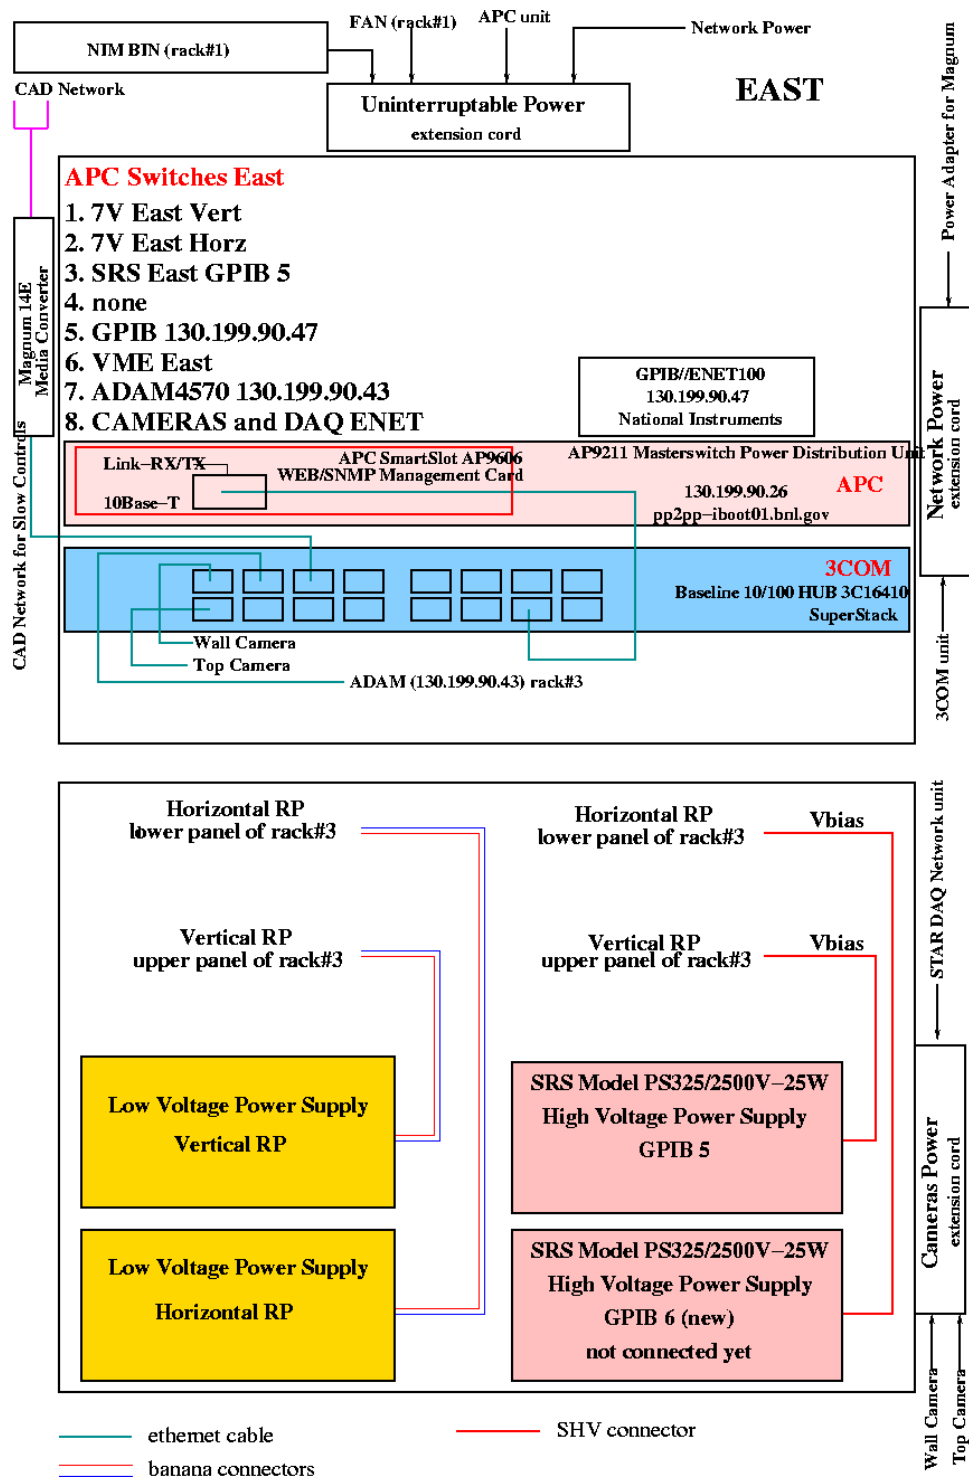 FAN (rack#1)
APC unit
Network Power
NIM BIN (rack#1)
CAD Network
Uninterruptable Power
extension cord
EAST
Power Adapter for Magnum
APC Switches East
1. 7V East Vert
2. 7V East Horz
3. SRS East GPIB 5
4. none
5. GPIB 130.199.90.47
6. VME East
7. ADAM4570 130.199.90.43
8. CAMERAS and DAQ ENET
Magnum 14E
Media Converter
CAD Network for Slow Controls
GPIB//ENET100
130.199.90.47
National Instruments
Network Power
extension cord
Link-RX/TX
10Base-T
APC SmartSlot AP9606
WEB/SNMP Management Card
AP9211 Masterswitch Power Distribution Unit
APC
130.199.90.26
pp2pp-iboot01.bnl.gov
3COM
Baseline 10/100 HUB 3C16410
SuperStack
Wall Camera
Top Camera
ADAM (130.199.90.43) rack#3
3COM unit
Horizontal RP
lower panel of rack#3
Horizontal RP
lower panel of rack#3
Vbias
Vertical RP
upper panel of rack#3
Vertical RP
upper panel of rack#3
Vbias
STAR DAQ Network unit
Low Voltage Power Supply
Vertical RP
SRS Model PS325/2500V-25W
High Voltage Power Supply
GPIB 5
Cameras Power
extension cord
Low Voltage Power Supply
Horizontal RP
SRS Model PS325/2500V-25W
High Voltage Power Supply
GPIB 6 (new)
not connected yet
Wall Camera
Top Camera
ethernet cable
SHV connector
banana connectors